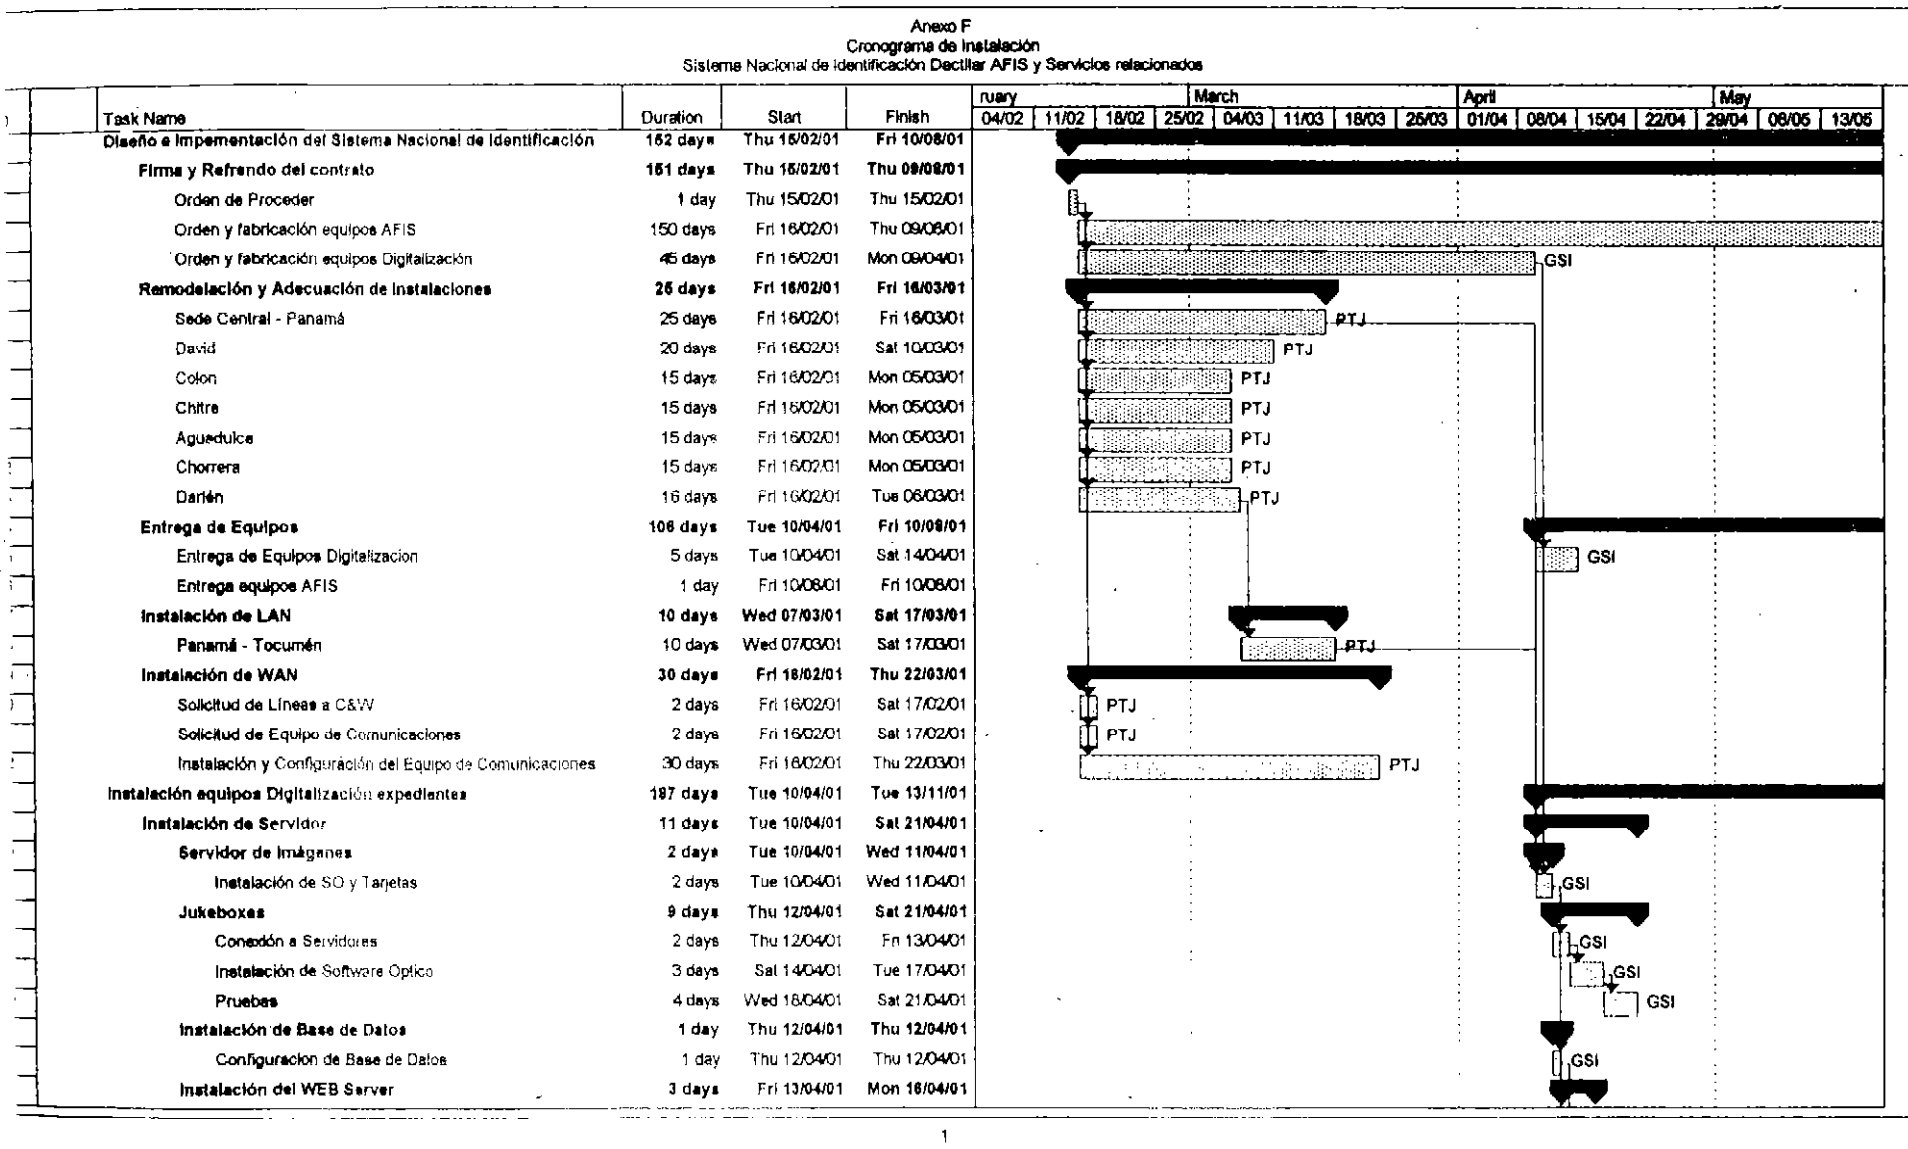 Anexo F
Cronograma de Instalación
Sistema Nacional de Identificación Dactilar AFIS y Servicios relacionados
ruary March April May
Task Name Duration Start Finish 04/02 11/02 18/02 25/02 04/03 11/03 18/03 25/03 01/04 08/04 15/04 22/04 29/04 06/05 13/05
Diseño e Impementación del Sistema Nacional de Identificación 152 days Thu 15/02/01 Fri 10/08/01
Firma y Refrendo del contrato 151 days Thu 15/02/01 Thu 09/08/01
Orden de Proceder 1 day Thu 15/02/01 Thu 15/02/01
Orden y fabricación equipos AFIS 150 days Fri 16/02/01 Thu 09/08/01
Orden y fabricación equipos Digitalización 45 days Fri 16/02/01 Mon 09/04/01 GSI
Remodelación y Adecuación de Instalaciones 25 days Fri 16/02/01 Fri 16/03/01
Sede Central - Panamá 25 days Fri 16/02/01 Fri 16/03/01 PTJ
David 20 days Fri 16/02/01 Sat 10/03/01 PTJ
Colon 15 days Fri 16/02/01 Mon 05/03/01 PTJ
Chitre 15 days Fri 16/02/01 Mon 05/03/01 PTJ
Aguadulce 15 days Fri 16/02/01 Mon 05/03/01 PTJ
Chorrera 15 days Fri 16/02/01 Mon 05/03/01 PTJ
Darién 16 days Fri 16/02/01 Tue 06/03/01 PTJ
Entrega de Equipos 106 days Tue 10/04/01 Fri 10/08/01
Entrega de Equipos Digitalizacion 5 days Tue 10/04/01 Sat 14/04/01 GSI
Entrega equipos AFIS 1 day Fri 10/08/01 Fri 10/08/01
Instalación de LAN 10 days Wed 07/03/01 Sat 17/03/01
Panamá - Tocumén 10 days Wed 07/03/01 Sat 17/03/01 PTJ
Instalación de WAN 30 days Fri 16/02/01 Thu 22/03/01
Solicitud de Líneas a C&W 2 days Fri 16/02/01 Sat 17/02/01 PTJ
Solicitud de Equipo de Comunicaciones 2 days Fri 16/02/01 Sat 17/02/01 PTJ
Instalación y Configuráción del Equipo de Comunicaciones 30 days Fri 16/02/01 Thu 22/03/01 PTJ
Instalación equipos Digitalización expedientes 187 days Tue 10/04/01 Tue 13/11/01
Instalación de Servidor 11 days Tue 10/04/01 Sat 21/04/01
Servidor de Imágenes 2 days Tue 10/04/01 Wed 11/04/01
Instalación de SO y Tarjetas 2 days Tue 10/04/01 Wed 11/04/01 GSI
Jukeboxes 9 days Thu 12/04/01 Sat 21/04/01
Conexión a Servidores 2 days Thu 12/04/01 Fri 13/04/01 GSI
Instalación de Software Optico 3 days Sat 14/04/01 Tue 17/04/01 GSI
Pruebas 4 days Wed 18/04/01 Sat 21/04/01 GSI
Instalación de Base de Datos 1 day Thu 12/04/01 Thu 12/04/01
Configuracion de Base de Datos 1 day Thu 12/04/01 Thu 12/04/01 GSI
Instalación del WEB Server 3 days Fri 13/04/01 Mon 16/04/01
1